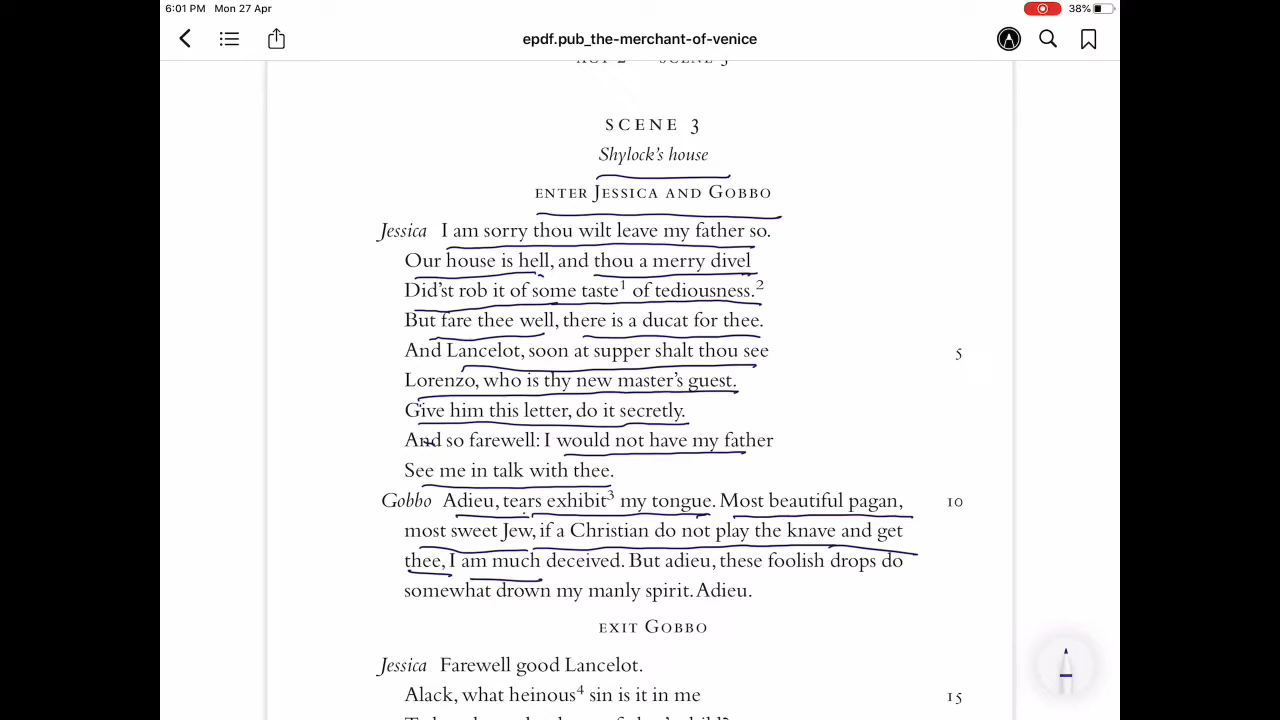 6:01 PM Mon 27 Apr
38%
epdf.pub_the-merchant-of-venice
ACT 2 SCENE 3
SCENE 3
Shylock's house
ENTER JESSICA AND GOBBO
Jessica I am sorry thou wilt leave my father so.
Our house is hell, and thou a merry divel
Did'st rob it of some taste¹ of tediousness.²
But fare thee well, there is a ducat for thee.
And Lancelot, soon at supper shalt thou see 5
Lorenzo, who is thy new master's guest.
Give him this letter, do it secretly.
And so farewell: I would not have my father
See me in talk with thee.
Gobbo Adieu, tears exhibit³ my tongue. Most beautiful pagan, 10
most sweet Jew, if a Christian do not play the knave and get
thee, I am much deceived. But adieu, these foolish drops do
somewhat drown my manly spirit. Adieu.
EXIT GOBBO
Jessica Farewell good Lancelot.
Alack, what heinous⁴ sin is it in me 15